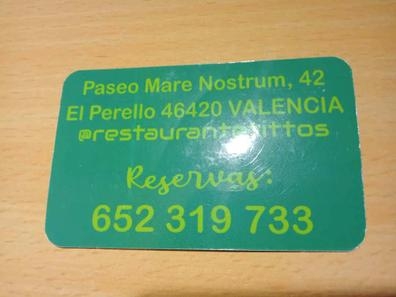 Paseo Mare Nostrum, 42
El Perello 46420 VALENCIA
Reservas:
652 319 733